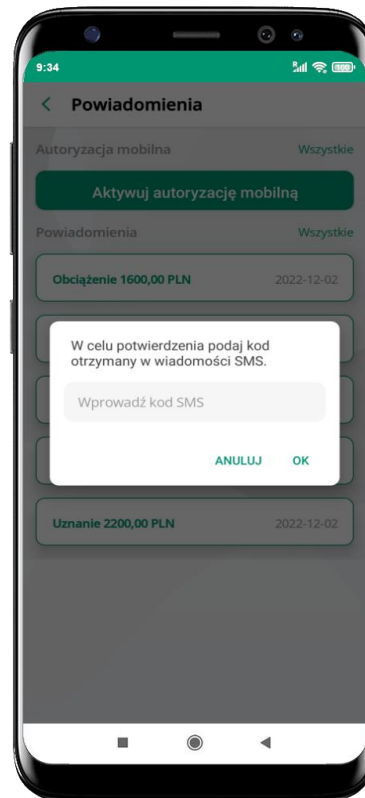 9:34
R
100
Powiadomienia
Autoryzacja mobilna Wszystkie
Aktywuj autoryzację mobilną
Powiadomienia Wszystkie
Obciążenie 1600,00 PLN 2022-12-02
W celu potwierdzenia podaj kod
otrzymany w wiadomości SMS.
Wprowadź kod SMS
ANULUJ OK
Uznanie 2200,00 PLN 2022-12-02